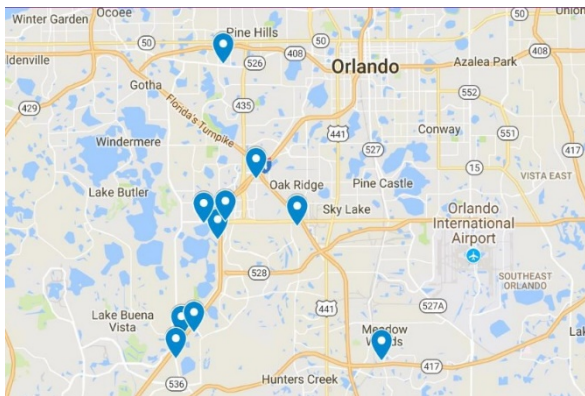 Winter Garden
Ocoee
Pine Hills
Union
50
50
50
408
408
526
Orlando
Azalea Park
ldenville
Gotha
435
552
429
Florida's Turnpike
441
Conway
551
Windermere
527
417
15
VISTA EAST
Oak Ridge
Pine Castle
Lake Butler
Sky Lake
Orlando
International
Airport
528
SOUTHEAST
ORLANDO
441
527A
Lake Buena
Vista
Meadow
Woods
Lak
417
536
Hunters Creek